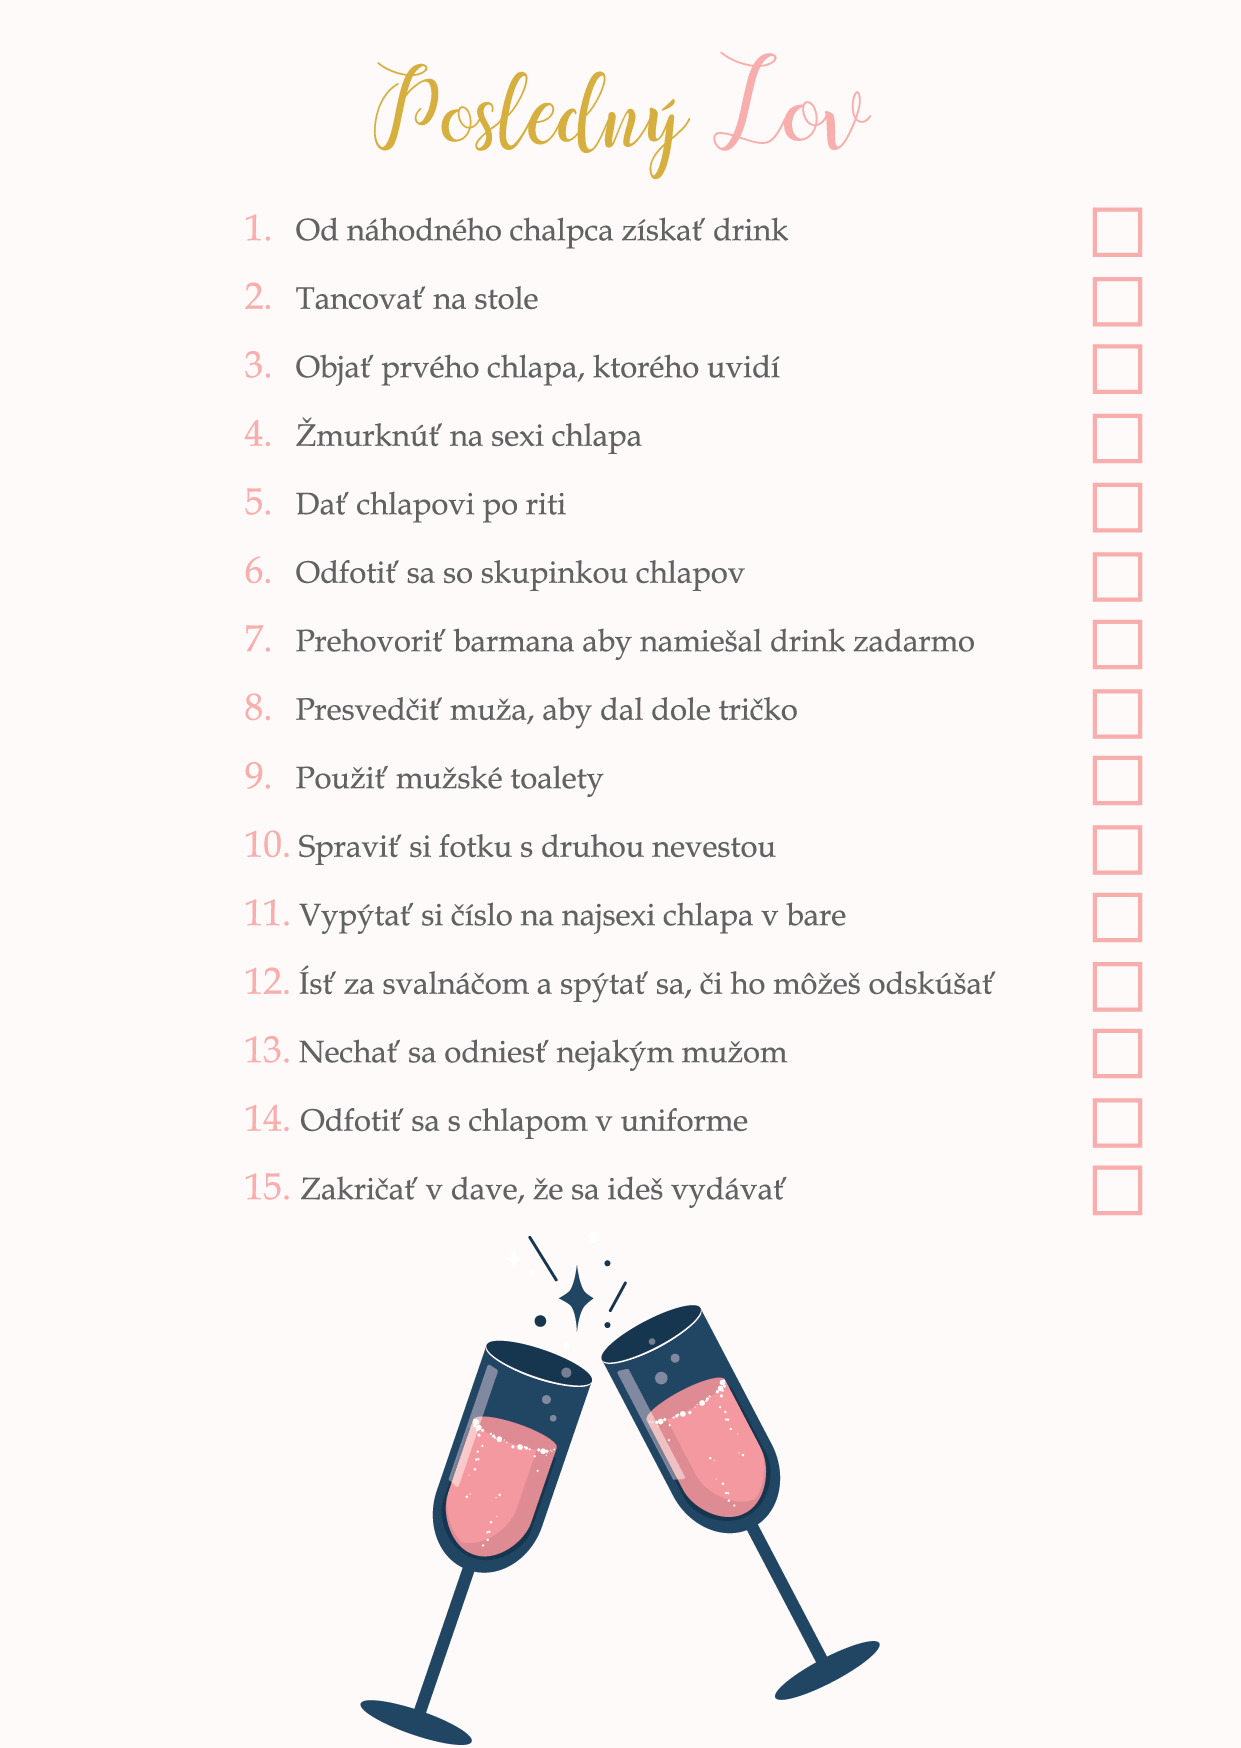 Posledný Lov
1. Od náhodného chalpca získať drink
2. Tancovať na stole
3. Objať prvého chlapa, ktorého uvidí
4. Žmurknúť na sexi chlapa
5. Dať chlapovi po riti
6. Odfotiť sa so skupinkou chlapov
7. Prehovoriť barmana aby namiešal drink zadarmo
8. Presvedčiť muža, aby dal dole tričko
9. Použiť mužské toalety
10. Spraviť si fotku s druhou nevestou
11. Vypýtať si číslo na najsexi chlapa v bare
12. Ísť za svalnáčom a spýtať sa, či ho môžeš odskúšať
13. Nechať sa odniesť nejakým mužom
14. Odfotiť sa s chlapom v uniforme
15. Zakričať v dave, že sa ideš vydávať